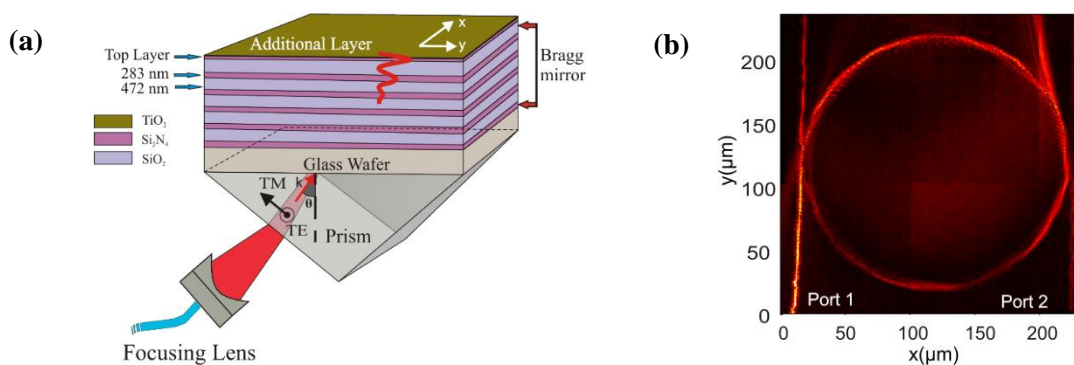 (a)
Additional Layer
x
y
Top Layer
283 nm
472 nm
Bragg
mirror
TiO₂
Si₃N₄
SiO₂
Glass Wafer
TM
k
θ
TE
Prism
Focusing Lens
(b)
200
150
100
50
0
y(μm)
Port 1
Port 2
0
50
100
150
200
x(μm)